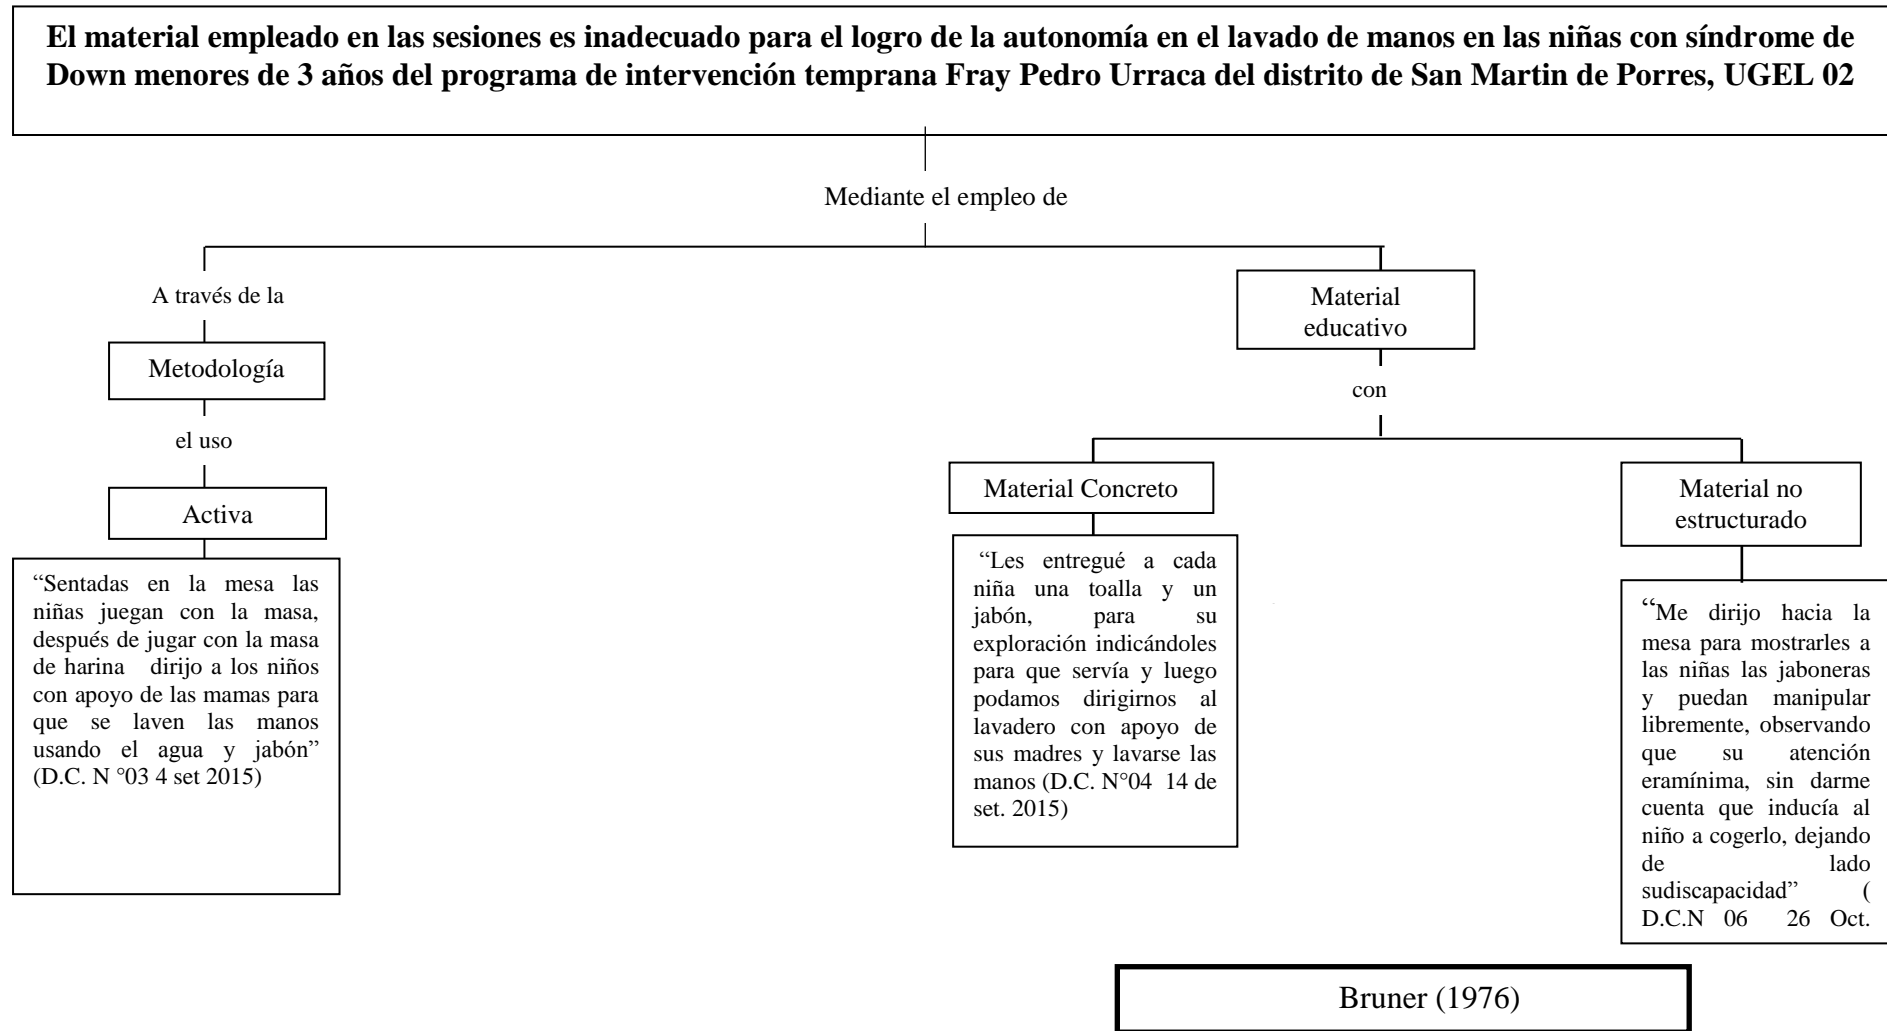 El material empleado en las sesiones es inadecuado para el logro de la autonomía en el lavado de manos en las niñas con síndrome de
Down menores de 3 años del programa de intervención temprana Fray Pedro Urraca del distrito de San Martin de Porres, UGEL 02
Mediante el empleo de
A través de la
Metodología
el uso
Activa
“Sentadas en la mesa las
niñas juegan con la masa,
después de jugar con la masa
de harina dirijo a los niños
con apoyo de las mamas para
que se laven las manos
usando el agua y jabón”
(D.C. N °03 4 set 2015)
Material
educativo
con
Material Concreto
“Les entregué a cada
niña una toalla y un
jabón, para su
exploración indicándoles
para que servía y luego
podamos dirigirnos al
lavadero con apoyo de
sus madres y lavarse las
manos (D.C. N°04 14 de
set. 2015)
Material no
estructurado
“Me dirijo hacia la
mesa para mostrarles a
las niñas las jaboneras
y puedan manipular
libremente, observando
que su atención
eramínima, sin darme
cuenta que inducía al
niño a cogerlo, dejando
de lado
sudiscapacidad” (
D.C.N 06 26 Oct.
Bruner (1976)